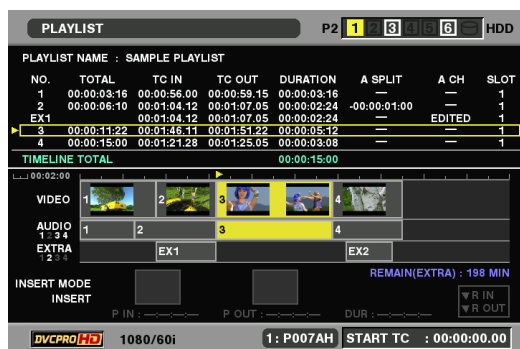 PLAYLIST P2 1 2 3 4 5 6 HDD
PLAYLIST NAME : SAMPLE PLAYLIST
NO. TOTAL TC IN TC OUT DURATION A SPLIT A CH SLOT
1 00:00:03:16 00:00:56.00 00:00:59.15 00:00:03:16 — — 1
2 00:00:06:10 00:01:04.12 00:01:07.05 00:00:02:24 -00:00:01:00 — 1
EX1 00:01:04.12 00:01:07.05 00:00:02:24 — EDITED 1
3 00:00:11:22 00:01:46.11 00:01:51.22 00:00:05:12 — — 1
4 00:00:15:00 00:01:21.28 00:01:25.05 00:00:03:08 — — 1
TIMELINE TOTAL 00:00:15:00
00:02:00
VIDEO 1 2 3 4
AUDIO 1 2 3 4
1 2 3 4
EXTRA EX1 EX2
1 2 3 4
REMAIN(EXTRA) : 198 MIN
INSERT MODE
INSERT
▼R IN
▼R OUT
P IN : —:—:—:— P OUT : —:—:—:— DUR : —:—:—:—
DVCPRO HD 1080/60i 1: P007AH START TC : 00:00:00.00